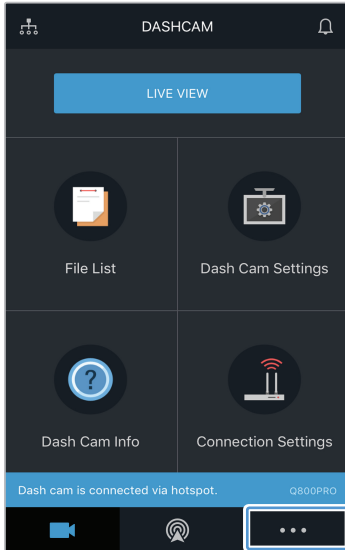 DASHCAM
LIVE VIEW
File List
Dash Cam Settings
?
Dash Cam Info
Connection Settings
Dash cam is connected via hotspot.
Q800PRO